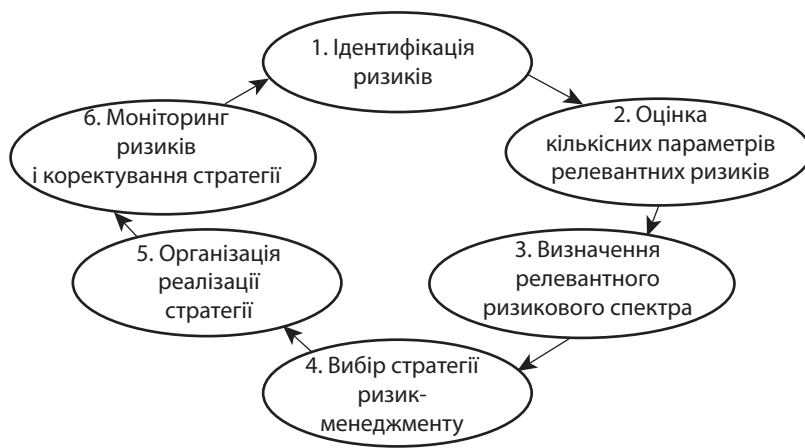 1. Ідентифікація
ризиків
2. Оцінка
кількісних параметрів
релевантних ризиків
3. Визначення
релевантного
ризикового спектра
4. Вибір стратегії
ризик-
менеджменту
5. Організація
реалізації
стратегії
6. Моніторинг
ризиків
і коректування стратегії